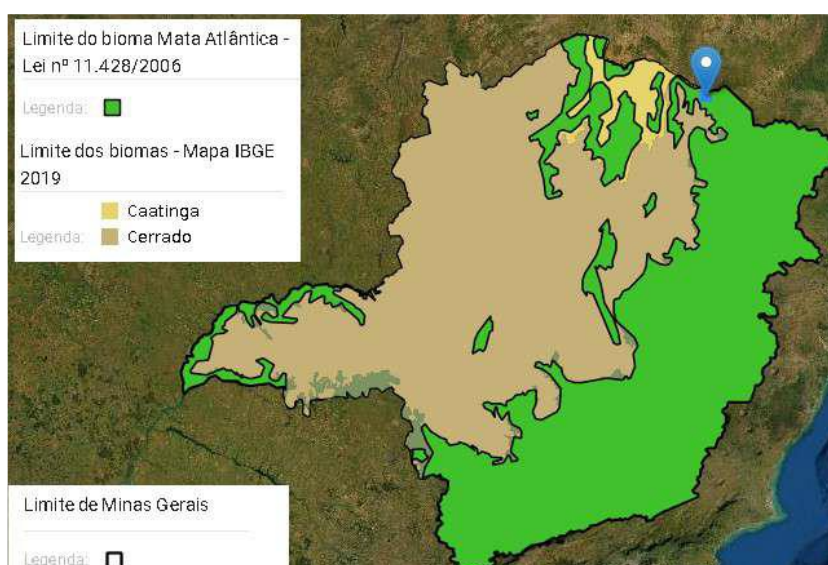 Limite do bioma Mata Atlântica -
Lei nº 11.428/2006
Legenda:
Limite dos biomas - Mapa IBGE
2019
Caatinga
Legenda:
Cerrado
Limite de Minas Gerais
Legenda: